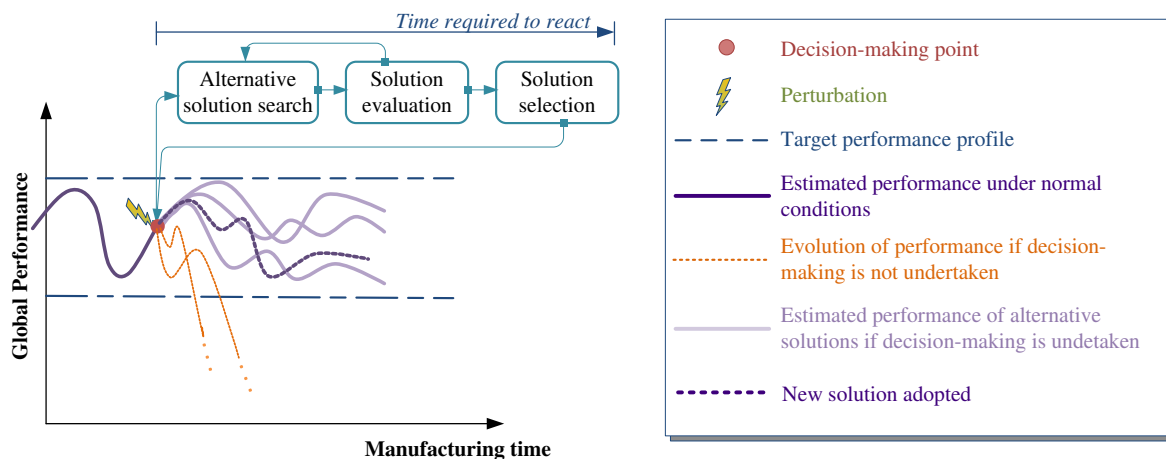 Time required to react
Alternative
solution search
Solution
evaluation
Solution
selection
Global Performance
Manufacturing time
Decision-making point
Perturbation
Target performance profile
Estimated performance under normal
conditions
Evolution of performance if decision-
making is not undertaken
Estimated performance of alternative
solutions if decision-making is undetaken
New solution adopted